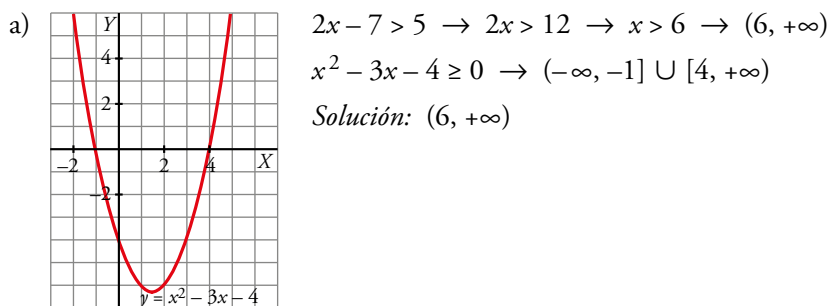 a)
Y
4
2
–2
2
4
X
–2
y = x² – 3x – 4
2x – 7 > 5 → 2x > 12 → x > 6 → (6, +∞)
x² – 3x – 4 ≥ 0 → (–∞, –1] ∪ [4, +∞)
Solución: (6, +∞)